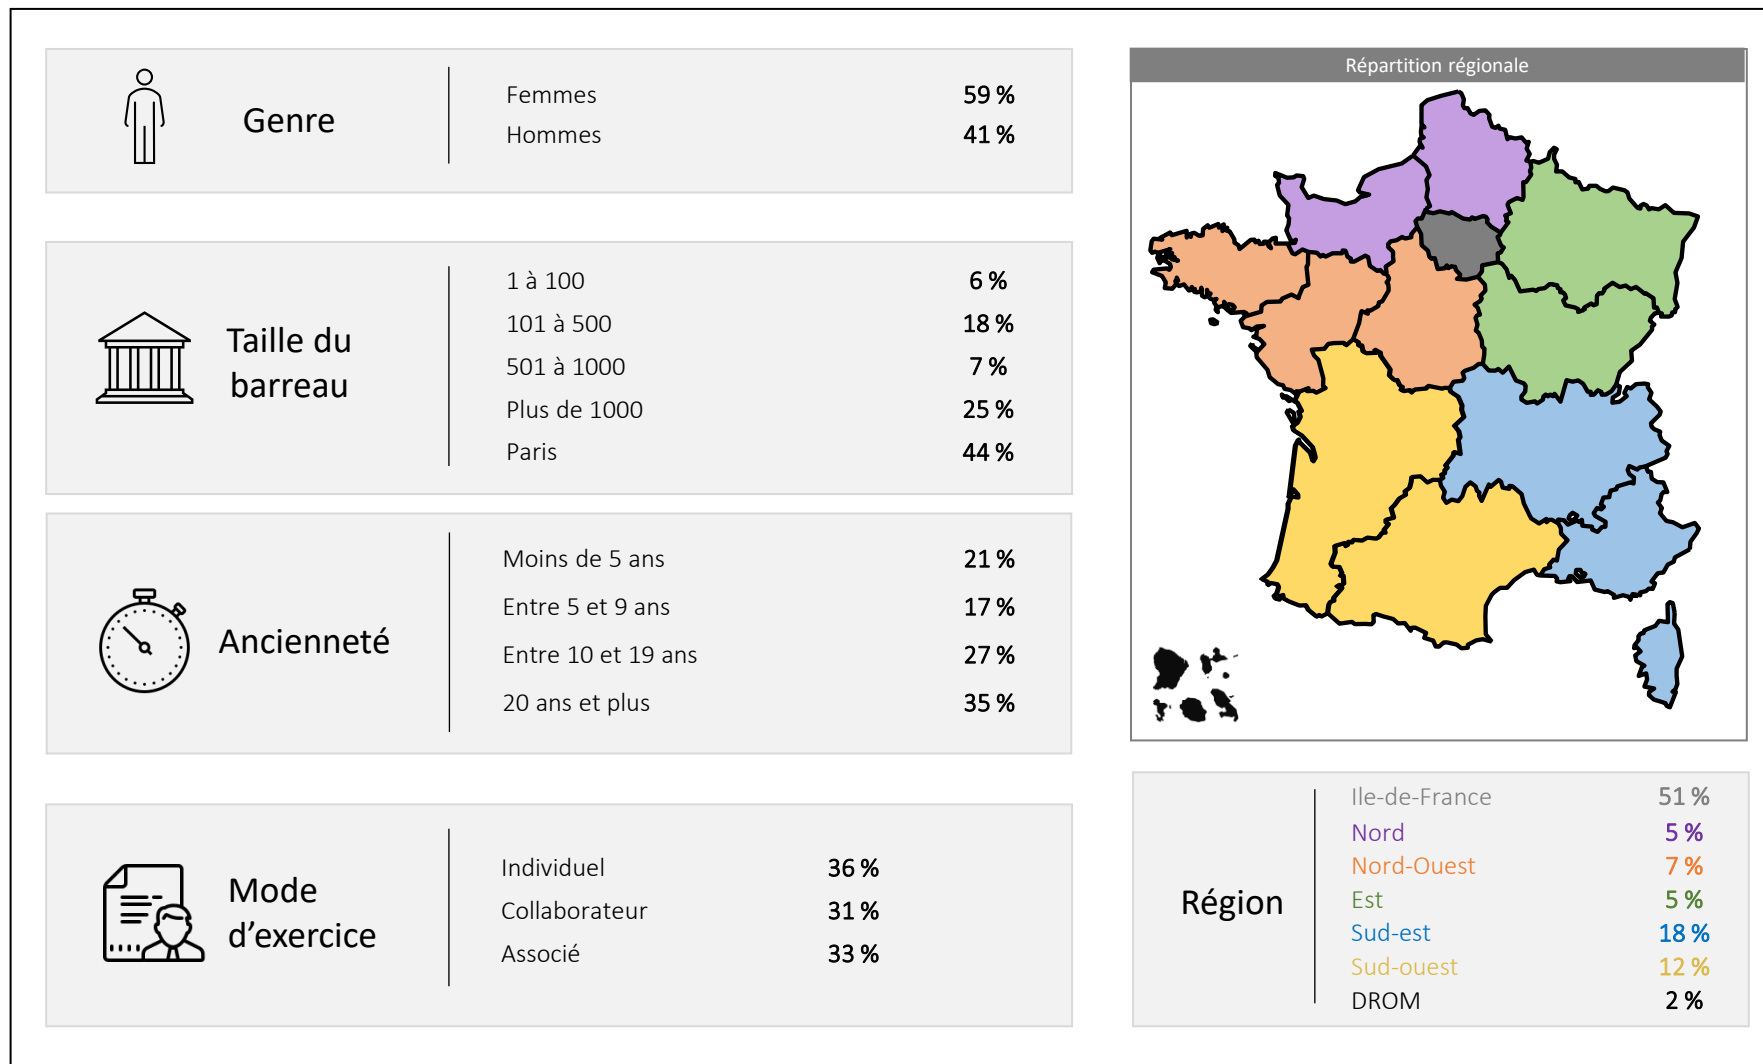 Genre
Femmes 59 %
Hommes 41 %
Taille du
barreau
1 à 100 6 %
101 à 500 18 %
501 à 1000 7 %
Plus de 1000 25 %
Paris 44 %
Ancienneté
Moins de 5 ans 21 %
Entre 5 et 9 ans 17 %
Entre 10 et 19 ans 27 %
20 ans et plus 35 %
Mode
d’exercice
Individuel 36 %
Collaborateur 31 %
Associé 33 %
Répartition régionale
Région
Ile-de-France 51 %
Nord 5 %
Nord-Ouest 7 %
Est 5 %
Sud-est 18 %
Sud-ouest 12 %
DROM 2 %